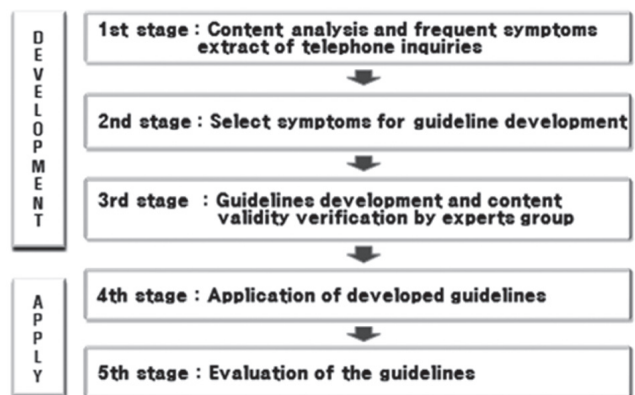 DEVELOPMENT
1st stage : Content analysis and frequent symptoms
extract of telephone inquiries
2nd stage : Select symptoms for guideline development
3rd stage : Guidelines development and content
validity verification by experts group
APPLY
4th stage : Application of developed guidelines
5th stage : Evaluation of the guidelines